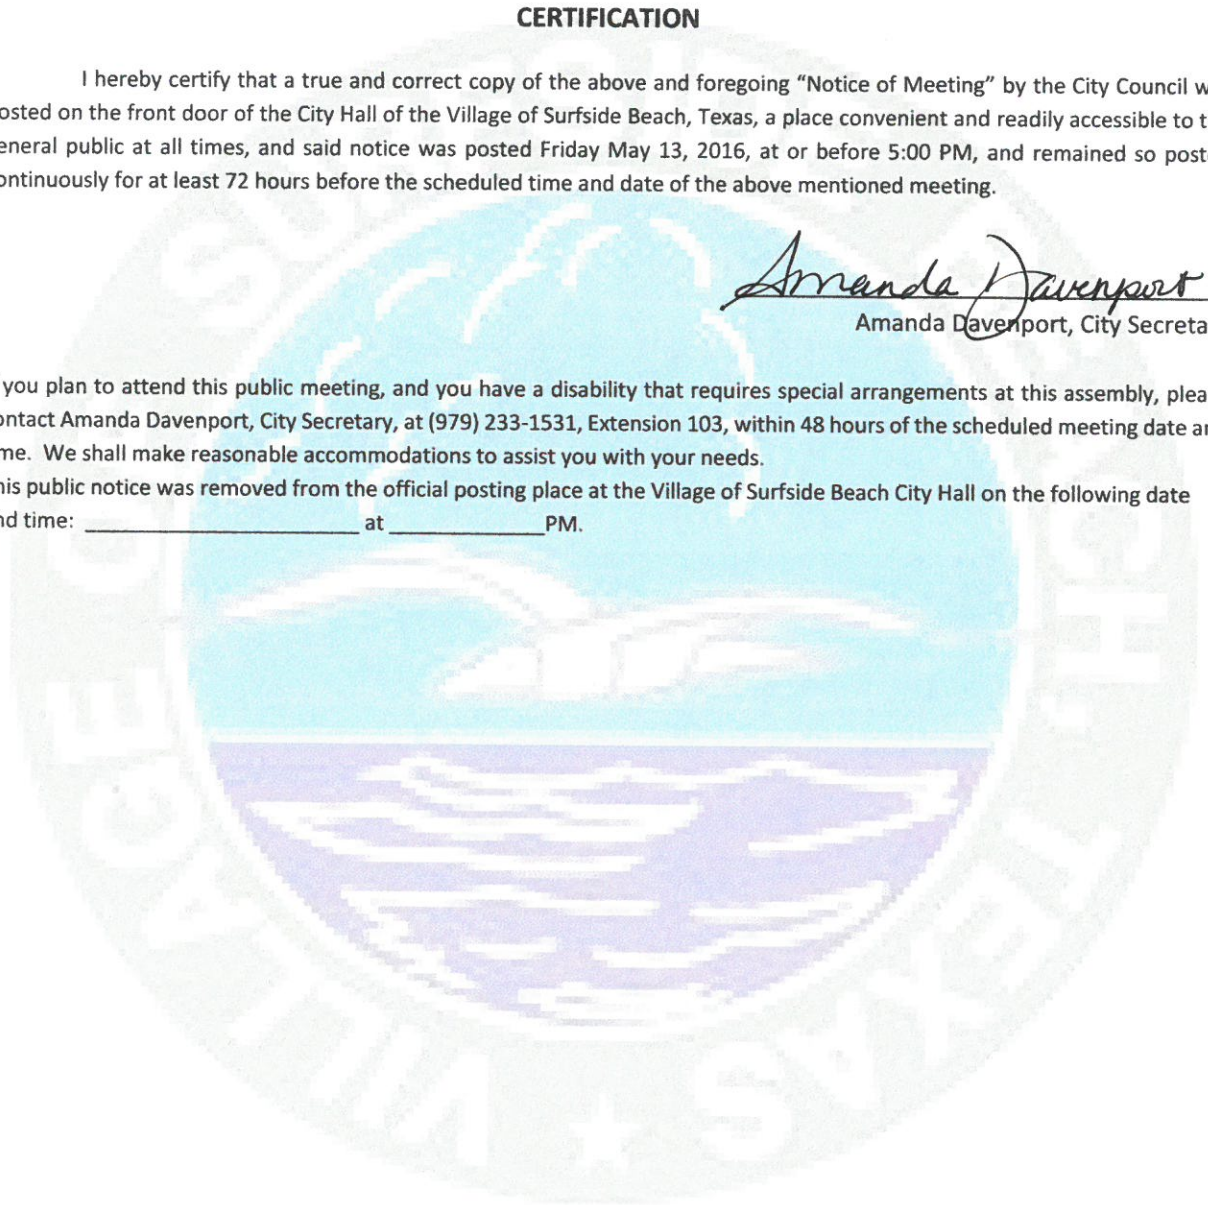 CERTIFICATION
I hereby certify that a true and correct copy of the above and foregoing “Notice of Meeting” by the City Council w
osted on the front door of the City Hall of the Village of Surfside Beach, Texas, a place convenient and readily accessible to t
eneral public at all times, and said notice was posted Friday May 13, 2016, at or before 5:00 PM, and remained so post
ontinuously for at least 72 hours before the scheduled time and date of the above mentioned meeting.
Amanda Davenport
Amanda Davenport, City Secreta
you plan to attend this public meeting, and you have a disability that requires special arrangements at this assembly, plea
ontact Amanda Davenport, City Secretary, at (979) 233-1531, Extension 103, within 48 hours of the scheduled meeting date a
me. We shall make reasonable accommodations to assist you with your needs.
his public notice was removed from the official posting place at the Village of Surfside Beach City Hall on the following date
nd time: ____________________ at ____________PM.
VILLAGE OF SURFSIDE BEACH, TEXAS